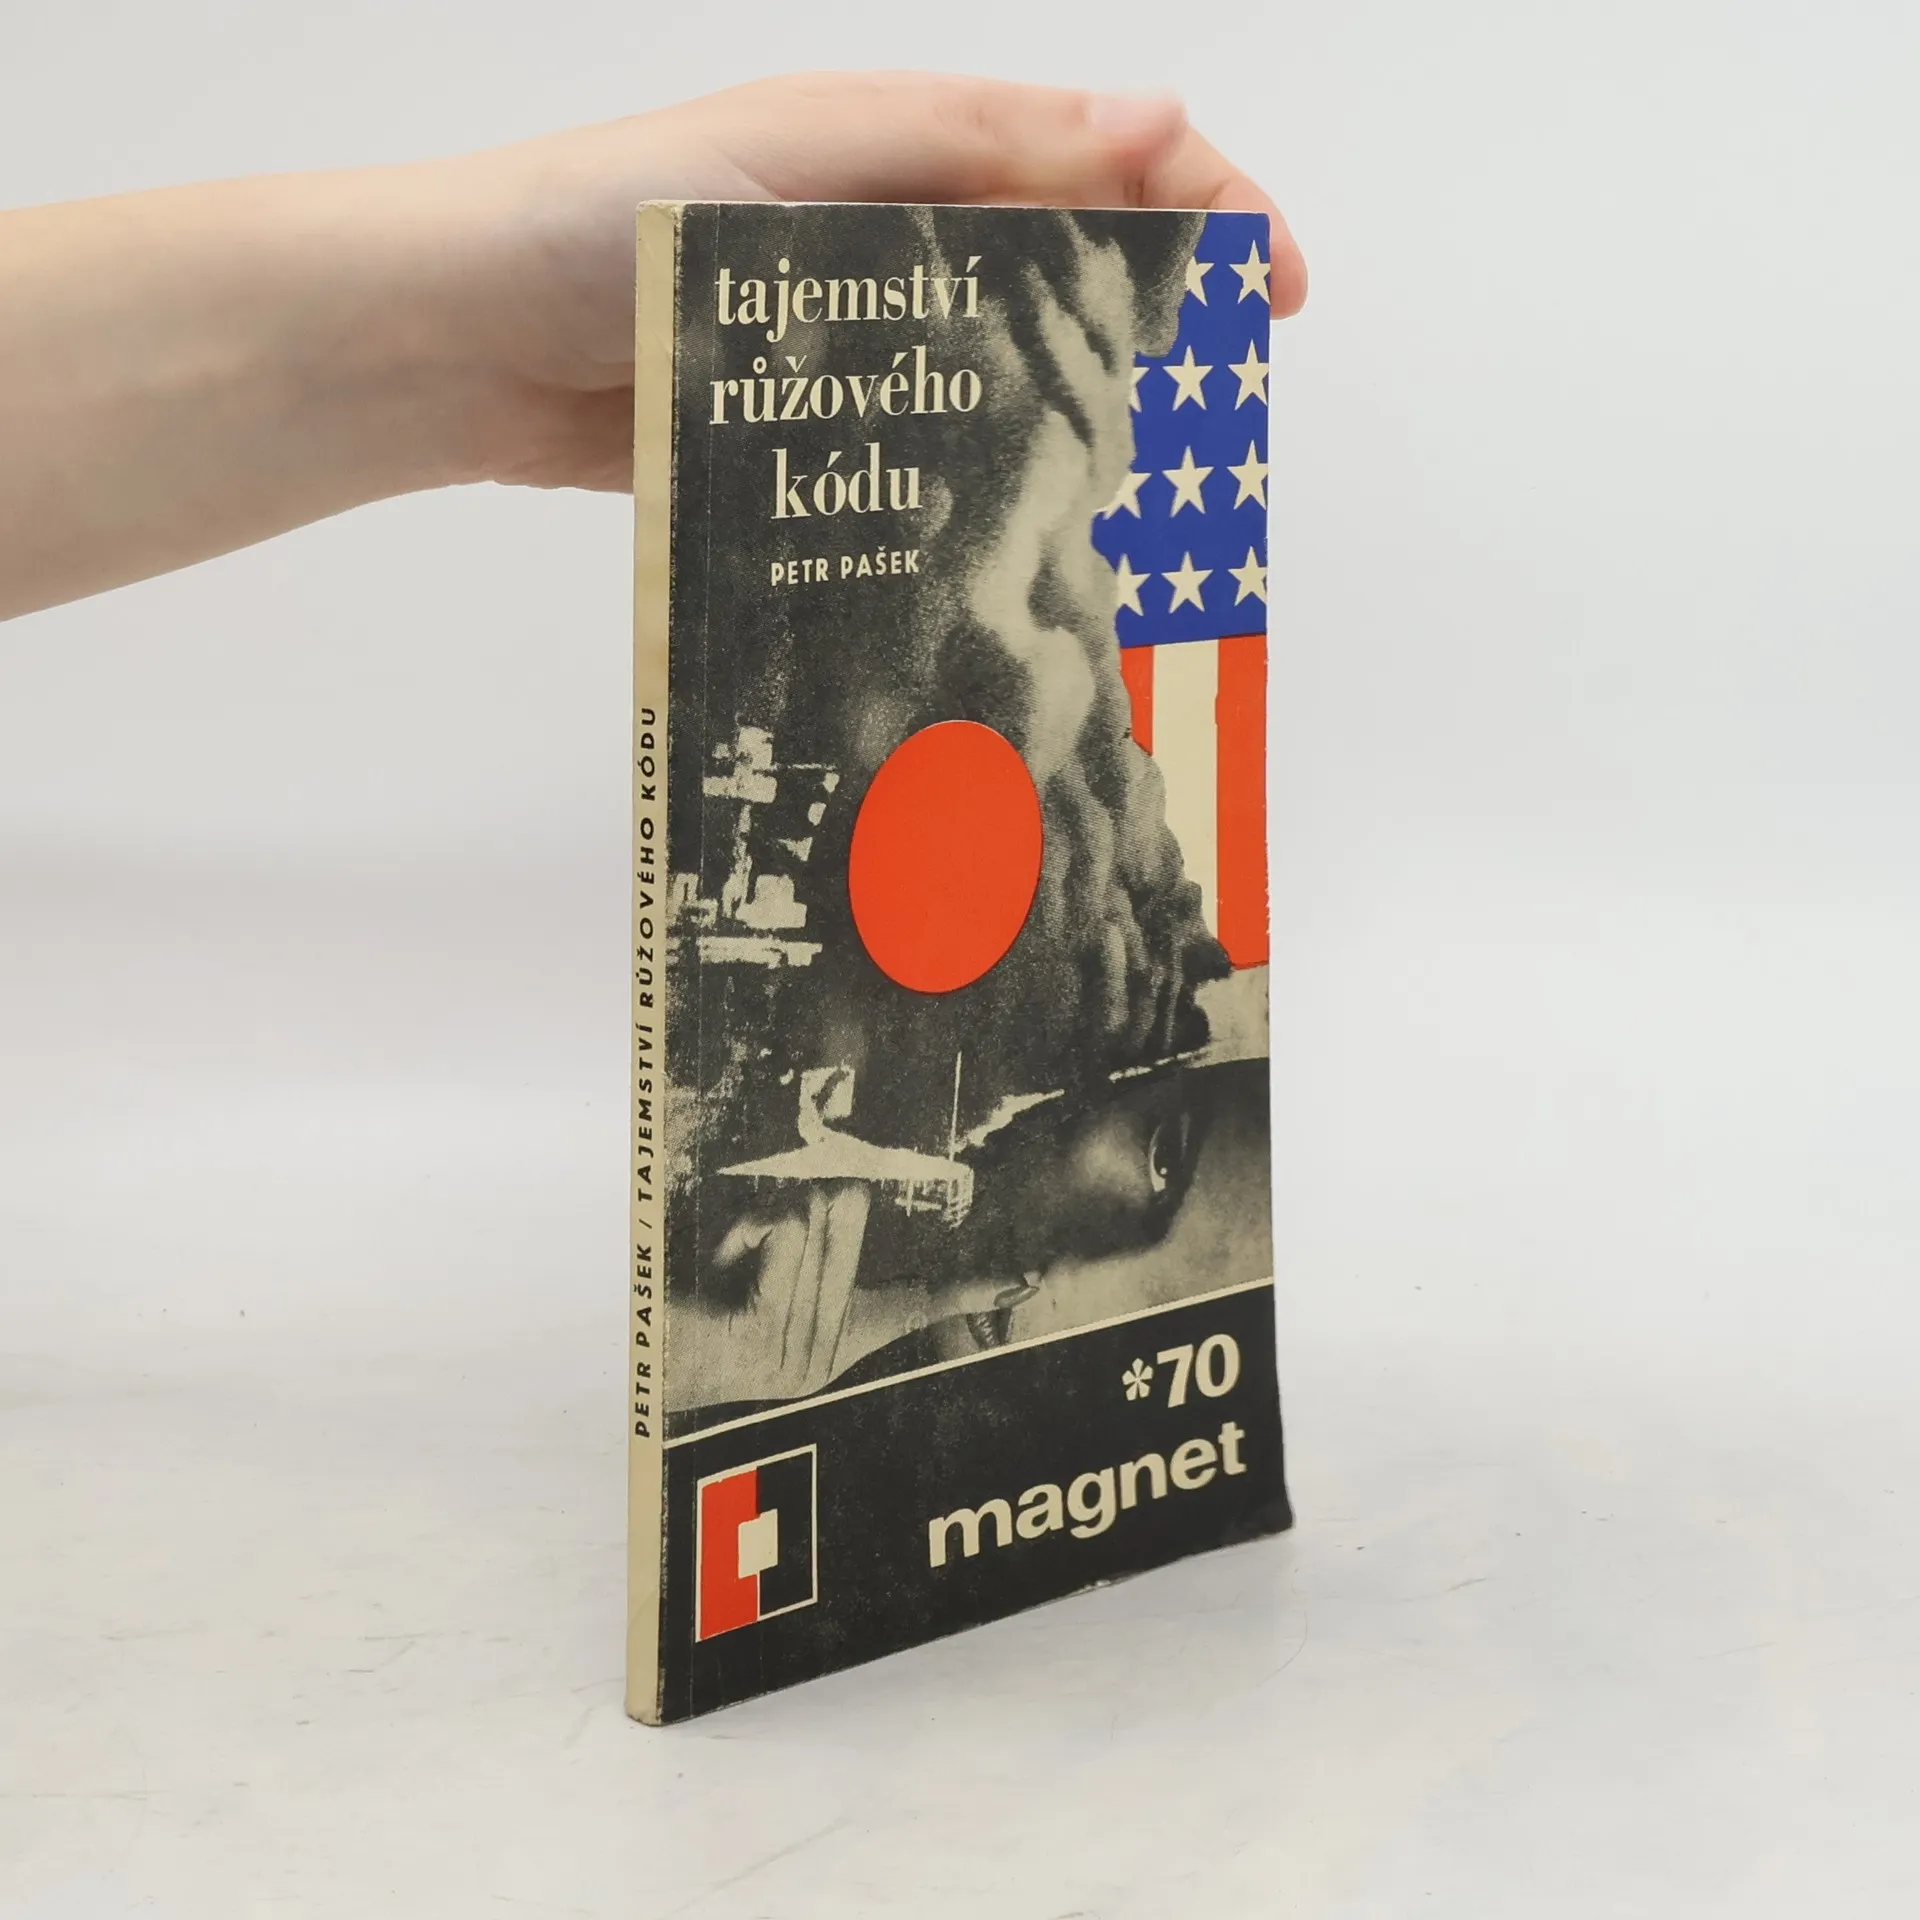 tajemství
růžového
kódu
PETR PAŠEK
*70
magnet
PETR PAŠEK / TAJEMSTVÍ RŮŽOVÉHO KÓDU